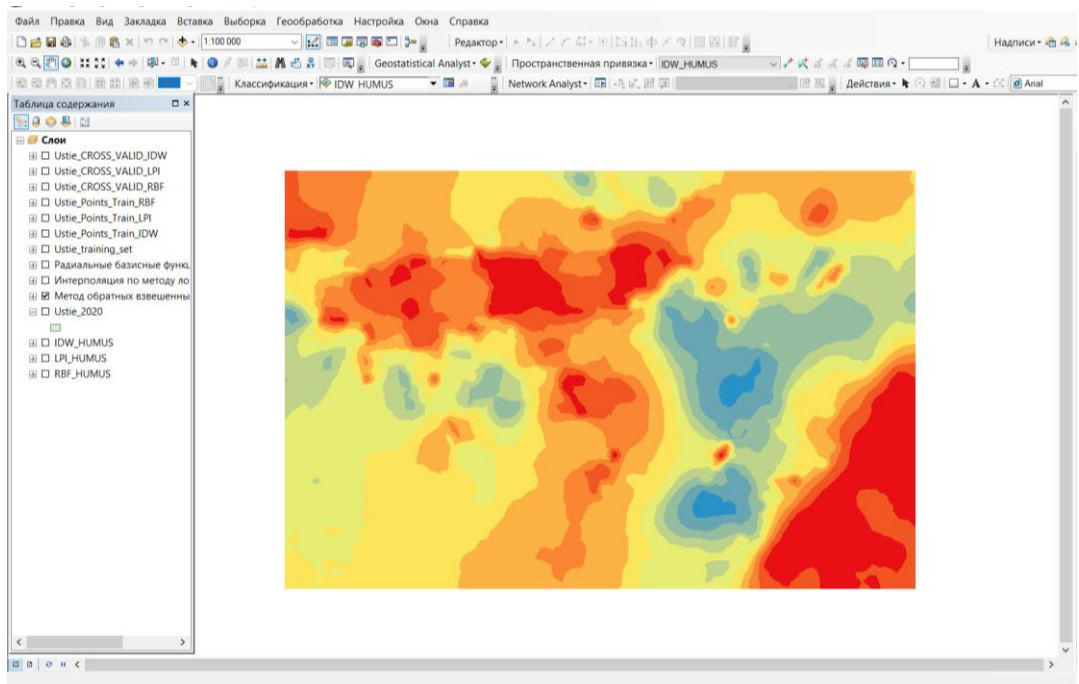 Файл Правка Вид Закладка Вставка Выборка Геообработка Настройка Окна Справка
1:100 000 Редактор Надписи
Geostatistical Analyst Пространственная привязка IDW_HUMUS
Классификация IDW HUMUS Network Analyst Действия A Arial
Таблица содержания
Слои
Ustie_CROSS_VALID_IDW
Ustie_CROSS_VALID_LPI
Ustie_CROSS_VALID_RBF
Ustie_Points_Train_RBF
Ustie_Points_Train_LPI
Ustie_Points_Train_IDW
Ustie_training_set
Радиальные базисные функц
Интерполяция по методу ло
Метод обратных взвешенны
Ustie_2020
IDW_HUMUS
LPI_HUMUS
RBF_HUMUS